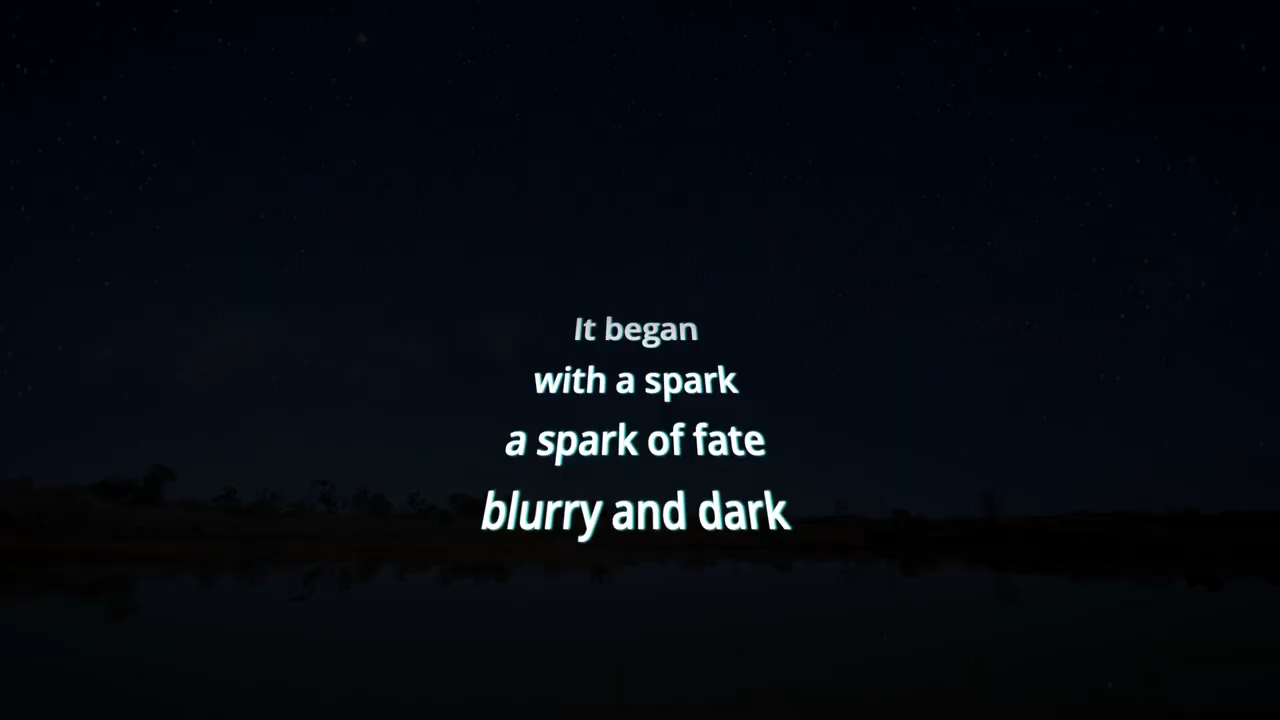 It began
with a spark
a spark of fate
blurry and dark